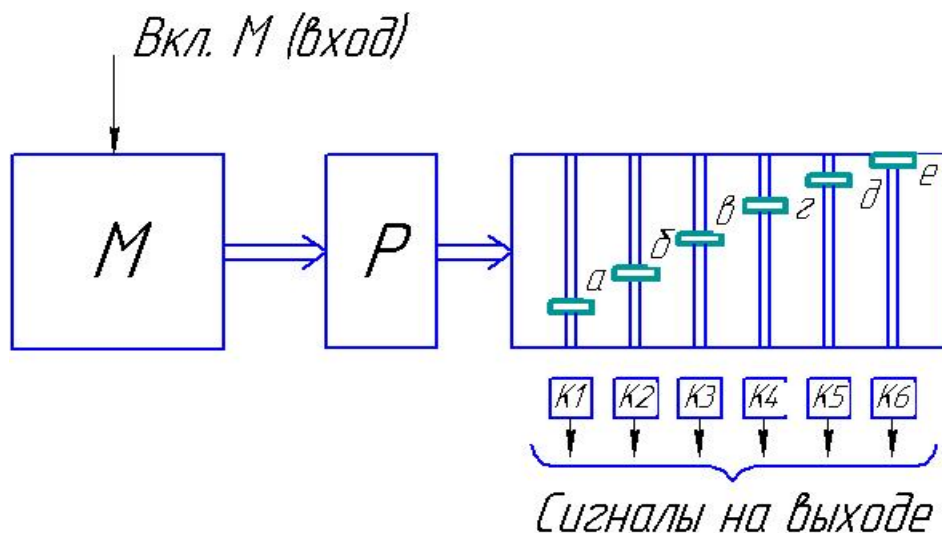 Вкл. М (вход)
М
Р
а
б
в
г
д
е
К1 К2 К3 К4 К5 К6
Сигналы на выходе